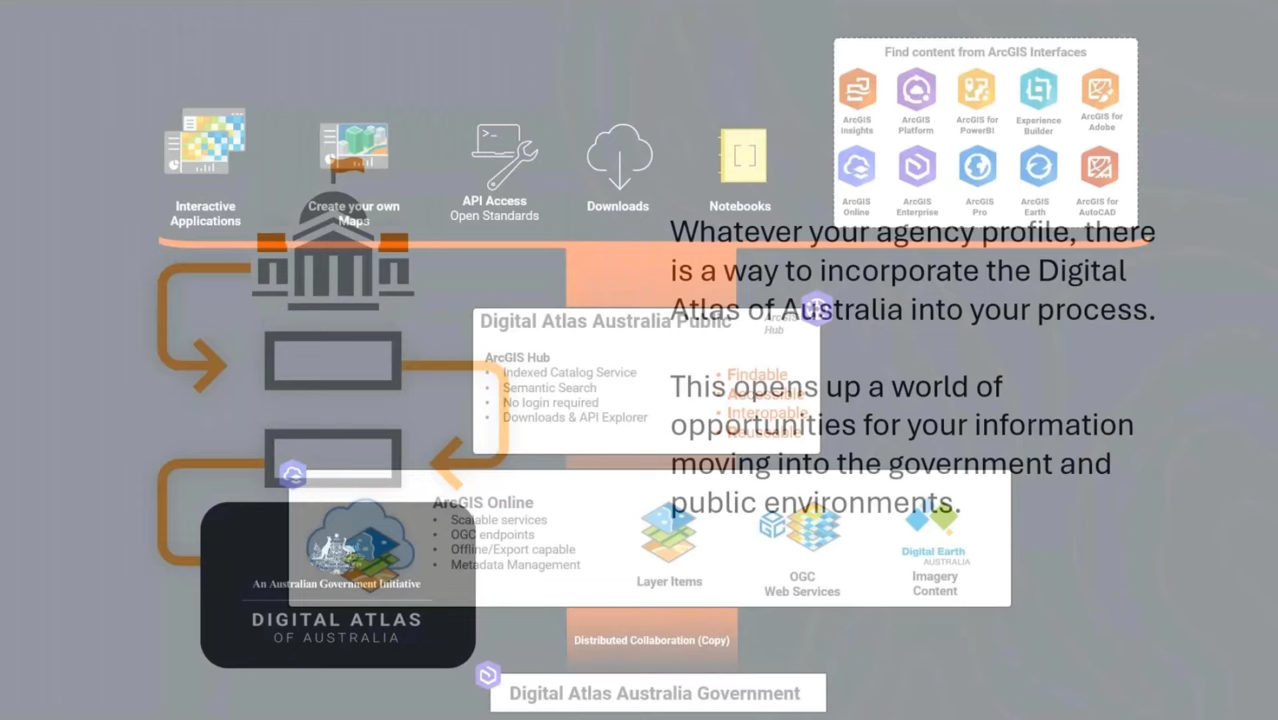 Find content from ArcGIS Interfaces
ArcGIS
Insights
ArcGIS
Platform
ArcGIS for
PowerBI
Experience
Builder
ArcGIS for
Adobe
ArcGIS
Online
ArcGIS
Enterprise
ArcGIS
Pro
ArcGIS
Earth
ArcGIS for
AutoCAD
Interactive
Applications
Create your own
Maps
API Access
Open Standards
Downloads
Notebooks
Whatever your agency profile, there
is a way to incorporate the Digital
Atlas of Australia into your process.
This opens up a world of
opportunities for your information
moving into the government and
public environments.
Digital Atlas Australia Public
ArcGIS
Hub
ArcGIS Hub
• Indexed Catalog Service
• Semantic Search
• No login required
• Downloads & API Explorer
• Findable
• Accessible
• Interopable
• Reuseable
ArcGIS Online
• Scalable services
• OGC endpoints
• Offline/Export capable
• Metadata Management
Layer Items
OGC
Web Services
Digital Earth
AUSTRALIA
Imagery
Content
An Australian Government Initiative
DIGITAL ATLAS
OF AUSTRALIA
Distributed Collaboration (Copy)
Digital Atlas Australia Government